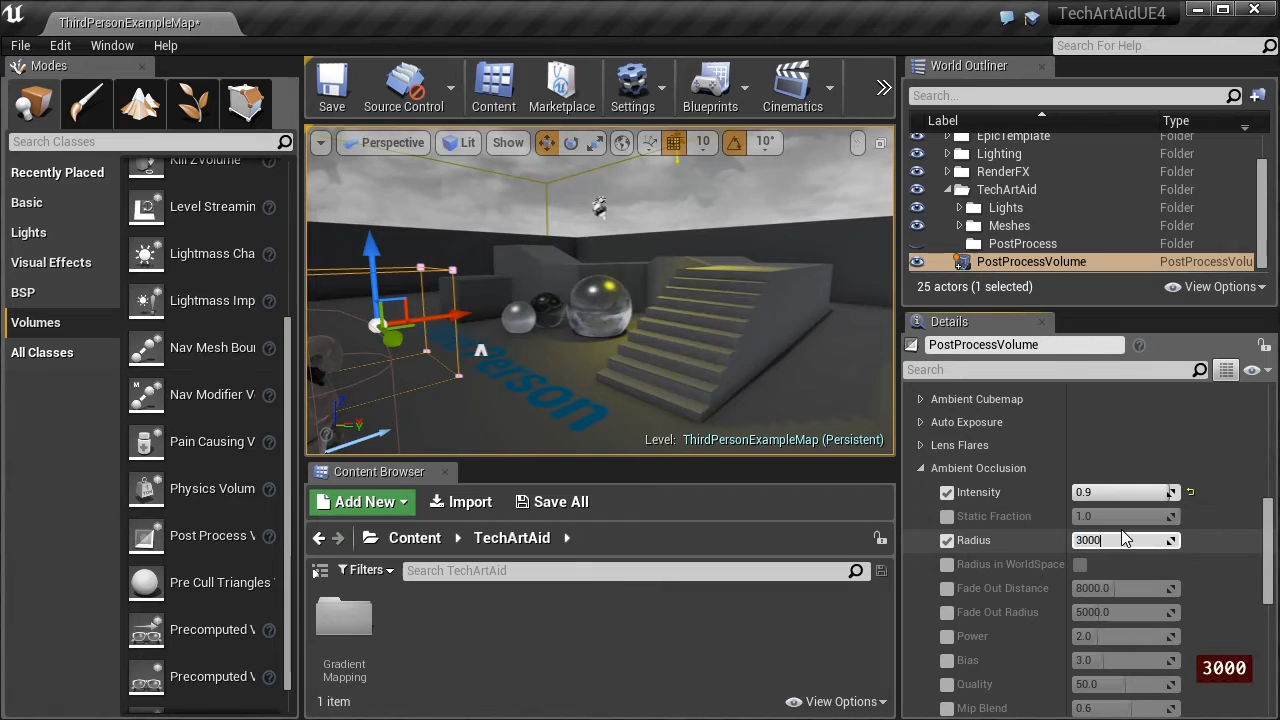 ThirdPersonExampleMap*
TechArtAidUE4
File Edit Window Help
Search For Help
Modes
Search Classes
Recently Placed
Basic
Lights
Visual Effects
BSP
Volumes
All Classes
Kill ZVolume
Level Streamin
Lightmass Cha
Lightmass Imp
Nav Mesh Bour
Nav Modifier V
Pain Causing V
Physics Volum
Post Process V
Pre Cull Triangles
Precomputed V
Precomputed V
Save
Source Control
Content
Marketplace
Settings
Blueprints
Cinematics
Perspective
Lit
Show
10
10°
Person
Level: ThirdPersonExampleMap (Persistent)
Content Browser
Add New
Import
Save All
Content
TechArtAid
Filters
Search TechArtAid
Gradient
Mapping
1 item
View Options
World Outliner
Search...
Label Type
EpicTemplate Folder
Lighting Folder
RenderFX Folder
TechArtAid Folder
Lights Folder
Meshes Folder
PostProcess Folder
PostProcessVolume PostProcessVolu
25 actors (1 selected)
View Options
Details
PostProcessVolume
Search
Ambient Cubemap
Auto Exposure
Lens Flares
Ambient Occlusion
Intensity 0.9
Static Fraction 1.0
Radius 3000
Radius in WorldSpace
Fade Out Distance 8000.0
Fade Out Radius 5000.0
Power 2.0
Bias 3.0
Quality 50.0
Mip Blend 0.6
3000